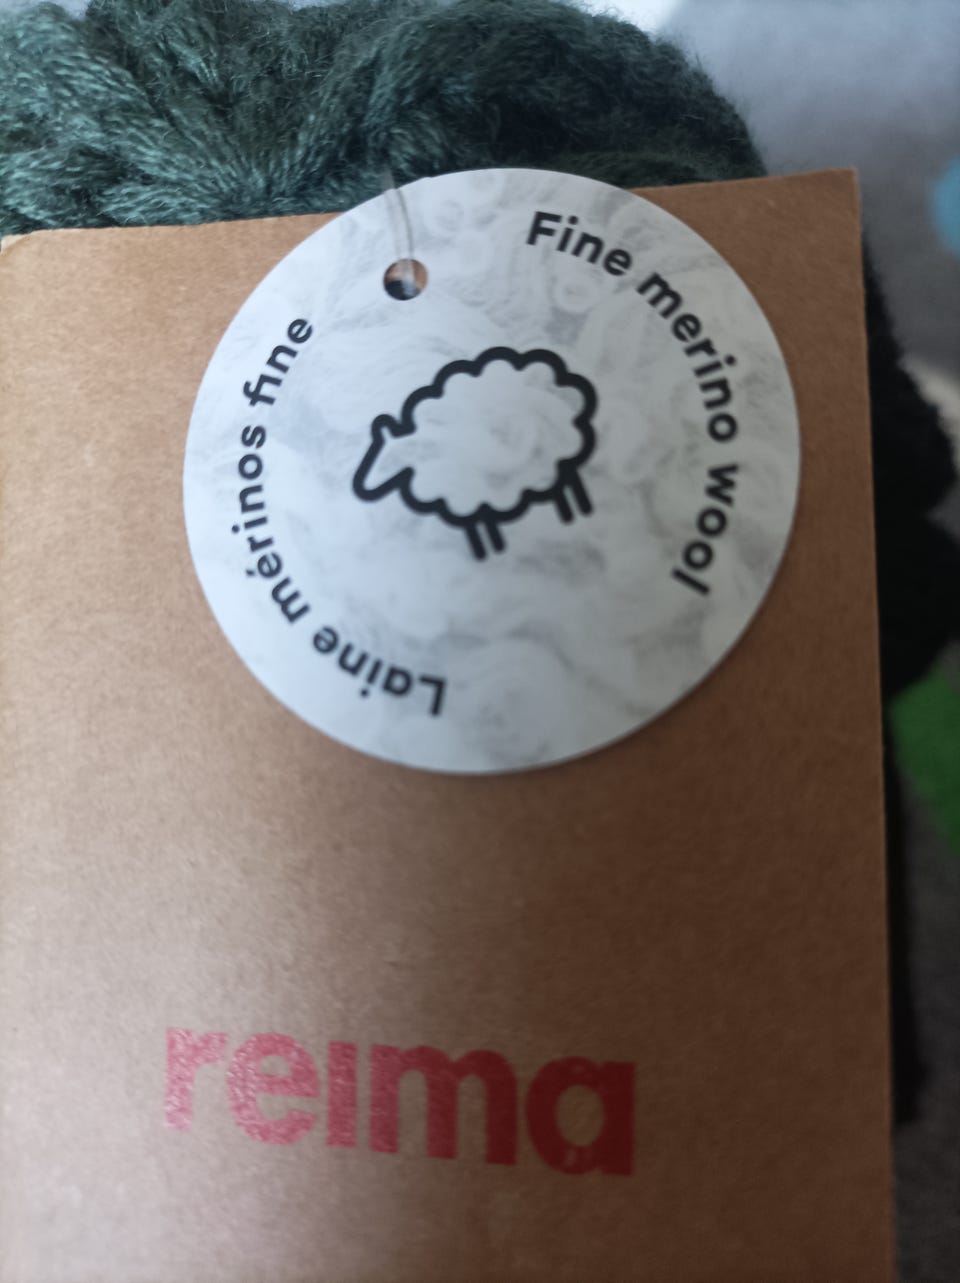 Fine merino wool
Laine mérinos fine
reima